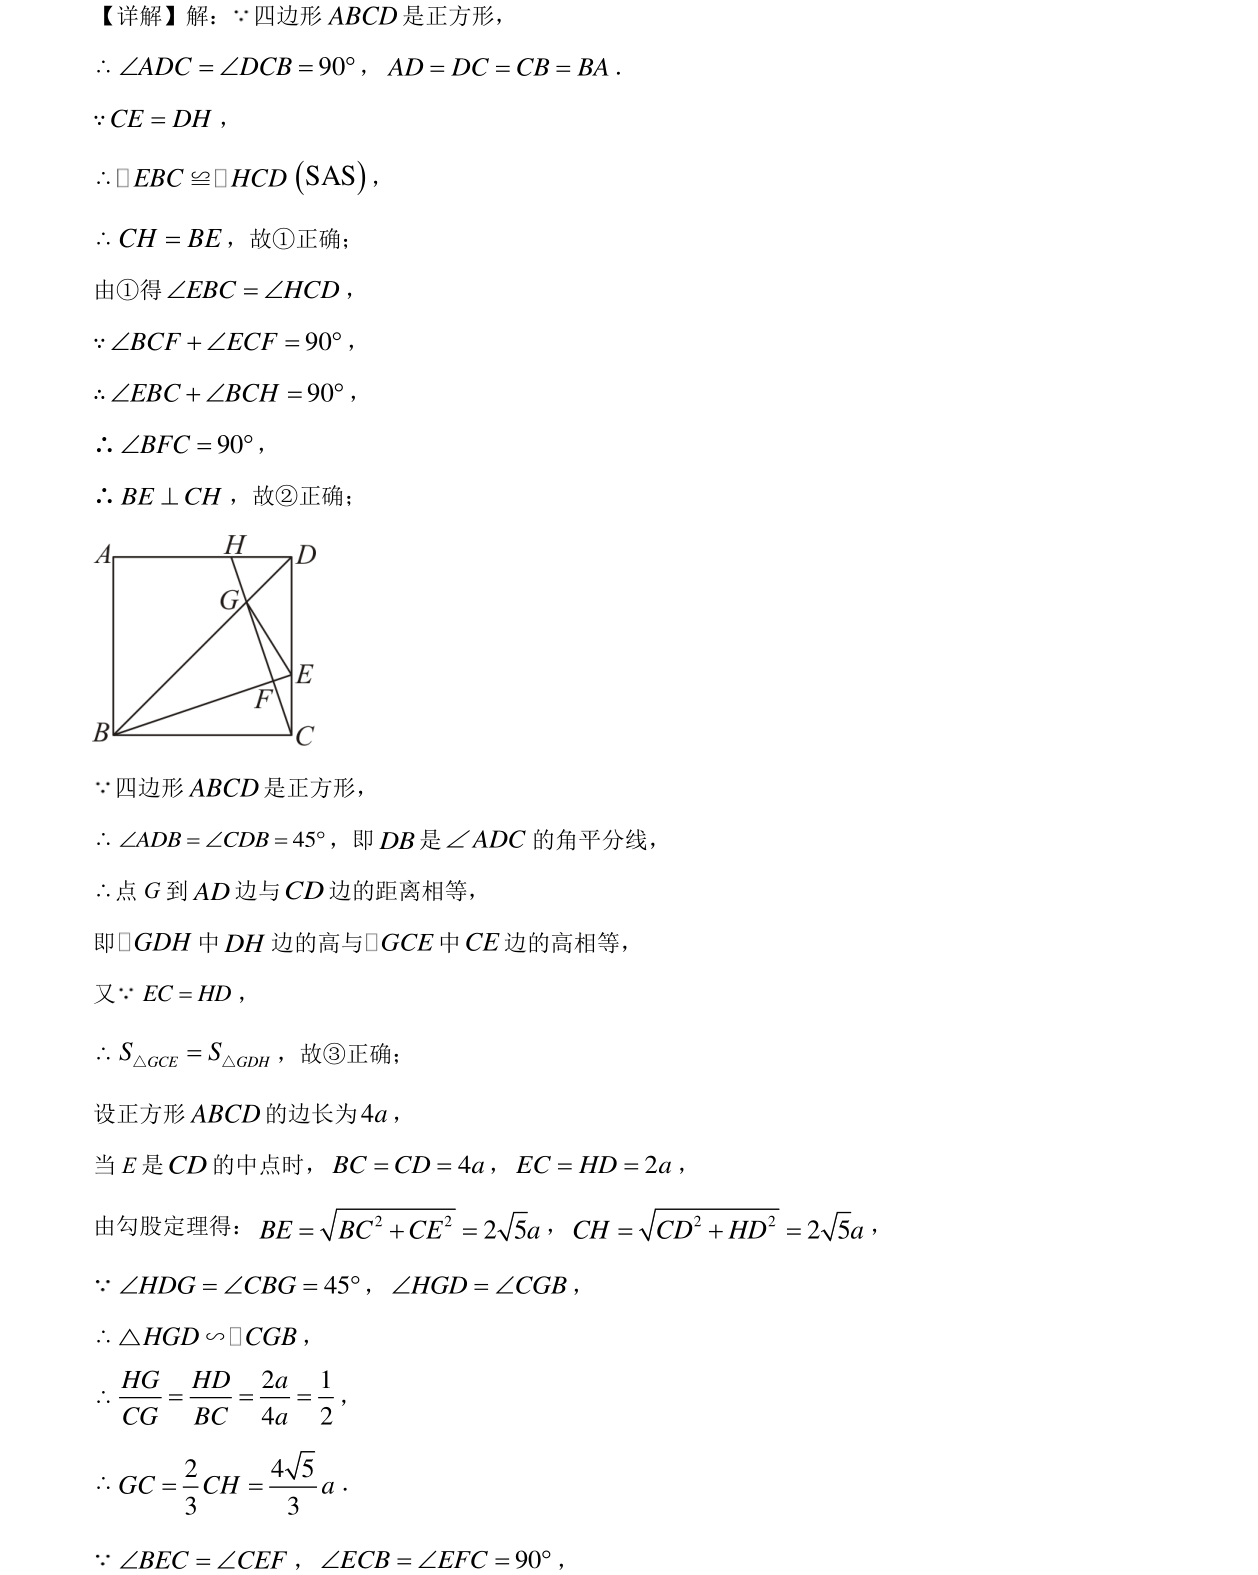 【详解】解：∵四边形ABCD是正方形，
∴∠ADC=∠DCB=90°，AD=DC=CB=BA．
∵CE=DH，
∴□EBC≌□HCD(SAS)，
∴CH=BE，故①正确；
由①得∠EBC=∠HCD，
∵∠BCF+∠ECF=90°，
∴∠EBC+∠BCH=90°，
∴∠BFC=90°，
∴BE⊥CH，故②正确；
A H D
G
E
F
B C
∵四边形ABCD是正方形，
∴∠ADB=∠CDB=45°，即DB是∠ADC的角平分线，
∴点G到AD边与CD边的距离相等，
即□GDH中DH边的高与□GCE中CE边的高相等，
又∵EC=HD，
∴S△GCE=S△GDH，故③正确；
设正方形ABCD的边长为4a，
当E是CD的中点时，BC=CD=4a，EC=HD=2a，
由勾股定理得：BE=√(BC²+CE²)=2√5a，CH=√(CD²+HD²)=2√5a，
∵∠HDG=∠CBG=45°，∠HGD=∠CGB，
∴△HGD∽□CGB，
∴HG/CG=HD/BC=2a/4a=1/2，
∴GC=2/3CH=4√5/3a．
∵∠BEC=∠CEF，∠ECB=∠EFC=90°，